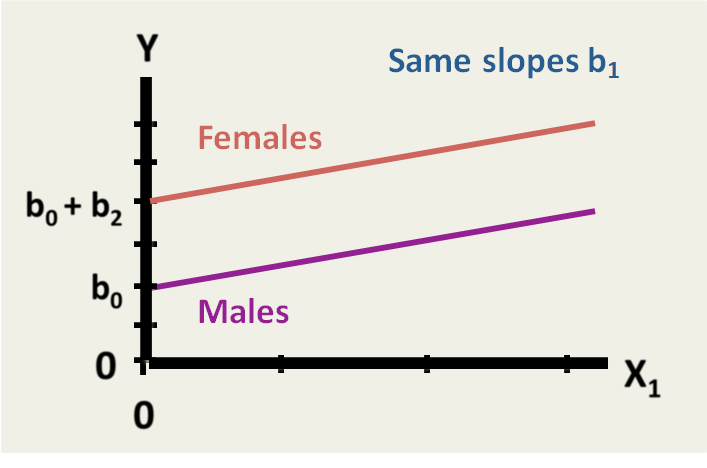 Y
Same slopes b₁
Females
b₀ + b₂
b₀
Males
0
X₁
0